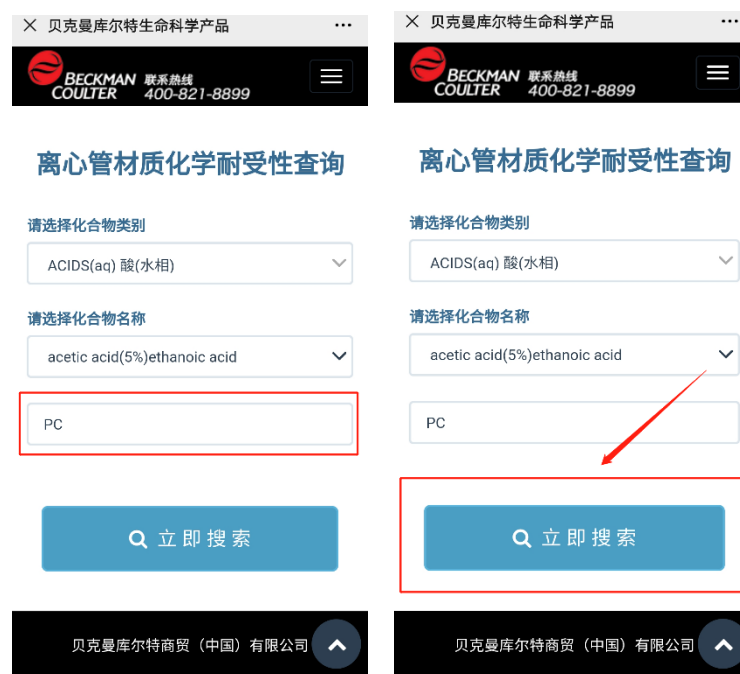 贝克曼库尔特生命科学产品
BECKMAN
COULTER
联系热线
400-821-8899
离心管材质化学耐受性查询
请选择化合物类别
ACIDS(aq) 酸(水相)
请选择化合物名称
acetic acid(5%)ethanoic acid
PC
立即搜索
贝克曼库尔特商贸（中国）有限公司
贝克曼库尔特生命科学产品
BECKMAN
COULTER
联系热线
400-821-8899
离心管材质化学耐受性查询
请选择化合物类别
ACIDS(aq) 酸(水相)
请选择化合物名称
acetic acid(5%)ethanoic acid
PC
立即搜索
贝克曼库尔特商贸（中国）有限公司